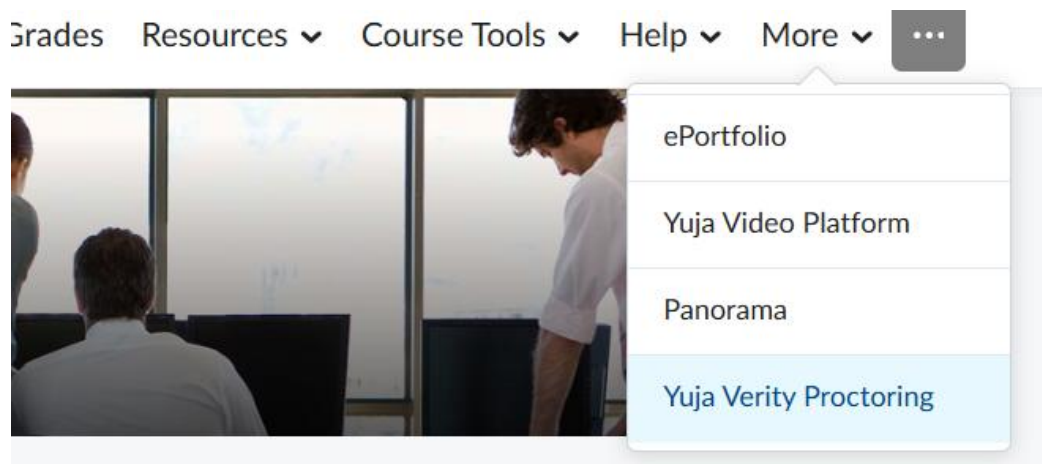 Grades Resources Course Tools Help More ...
ePortfolio
Yuja Video Platform
Panorama
Yuja Verity Proctoring